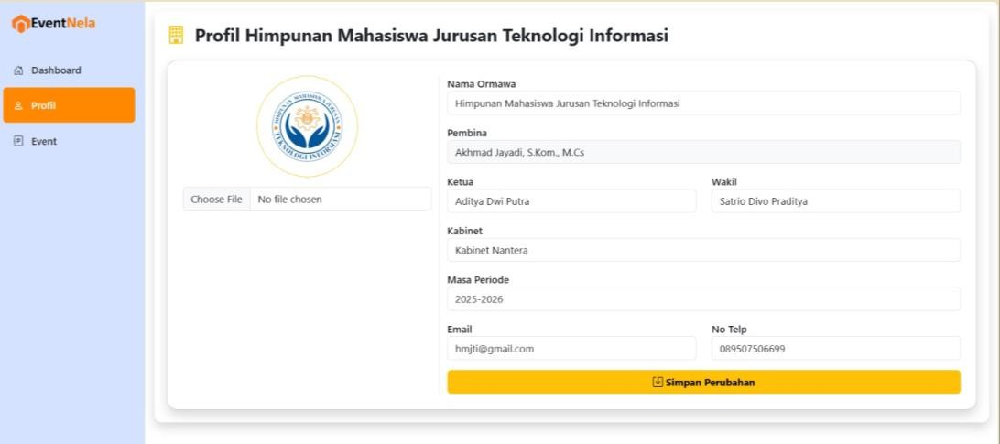 EventNela
Dashboard
Profil
Event
Profil Himpunan Mahasiswa Jurusan Teknologi Informasi
HIMPUNAN MAHASISWA JURUSAN
TEKNOLOGI INFORMASI
Choose File No file chosen
Nama Ormawa
Himpunan Mahasiswa Jurusan Teknologi Informasi
Pembina
Akhmad Jayadi, S.Kom., M.Cs
Ketua
Aditya Dwi Putra
Wakil
Satrio Divo Praditya
Kabinet
Kabinet Nantera
Masa Periode
2025-2026
Email
hmjti@gmail.com
No Telp
089507506699
Simpan Perubahan